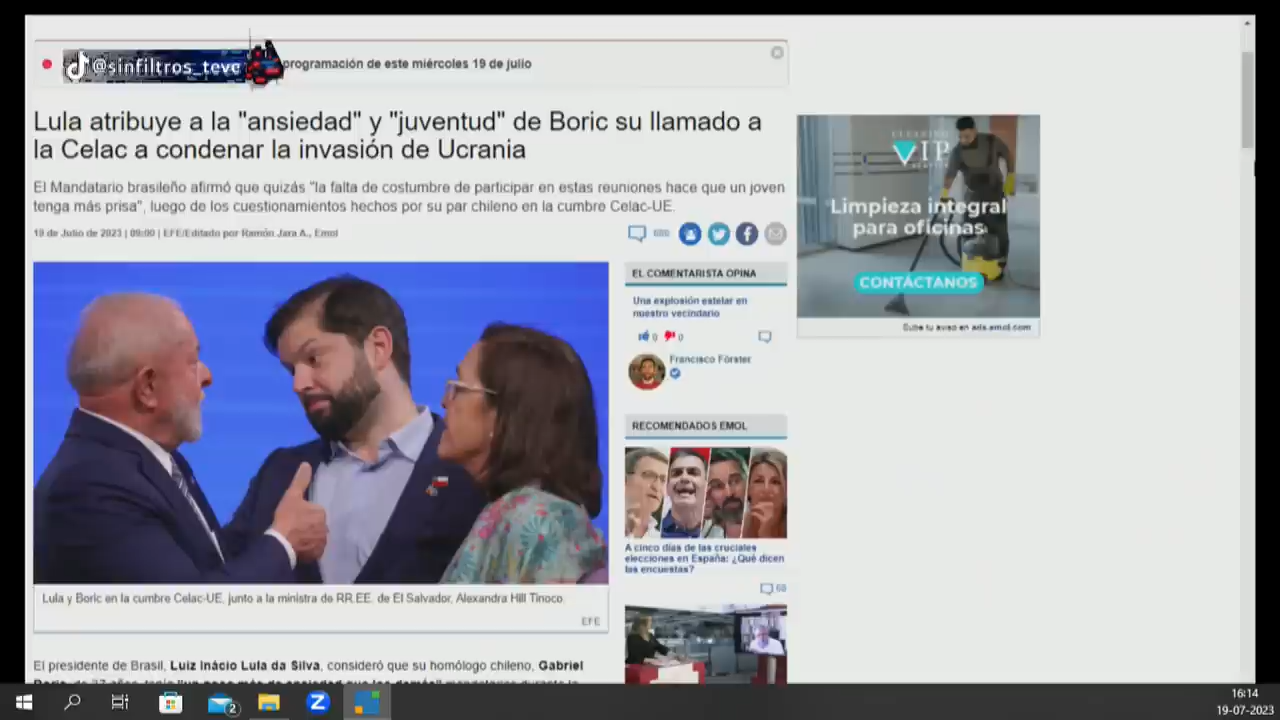 @sinfiltros_teve
programación de este miércoles 19 de julio
Lula atribuye a la "ansiedad" y "juventud" de Boric su llamado a
la Celac a condenar la invasión de Ucrania
El Mandatario brasileño afirmó que quizás "la falta de costumbre de participar en estas reuniones hace que un joven
tenga más prisa", luego de los cuestionamientos hechos por su par chileno en la cumbre Celac-UE.
19 de Julio de 2023 | 09:00 | EFE/Editado por Ramón Jara A., Emol
EL COMENTARISTA OPINA
Una explosión estelar en
nuestro vecindario
0
0
Francisco Förster
RECOMENDADOS EMOL
A cinco días de las cruciales
elecciones en España: ¿Qué dicen
las encuestas?
CLEANING
VIP
Limpieza integral
para oficinas
CONTÁCTANOS
Sube tu aviso en ads.emol.com
Lula y Boric en la cumbre Celac-UE, junto a la ministra de RR.EE. de El Salvador, Alexandra Hill Tinoco.
EFE
El presidente de Brasil, Luiz Inácio Lula da Silva, consideró que su homólogo chileno, Gabriel
2
16:14
19-07-2023